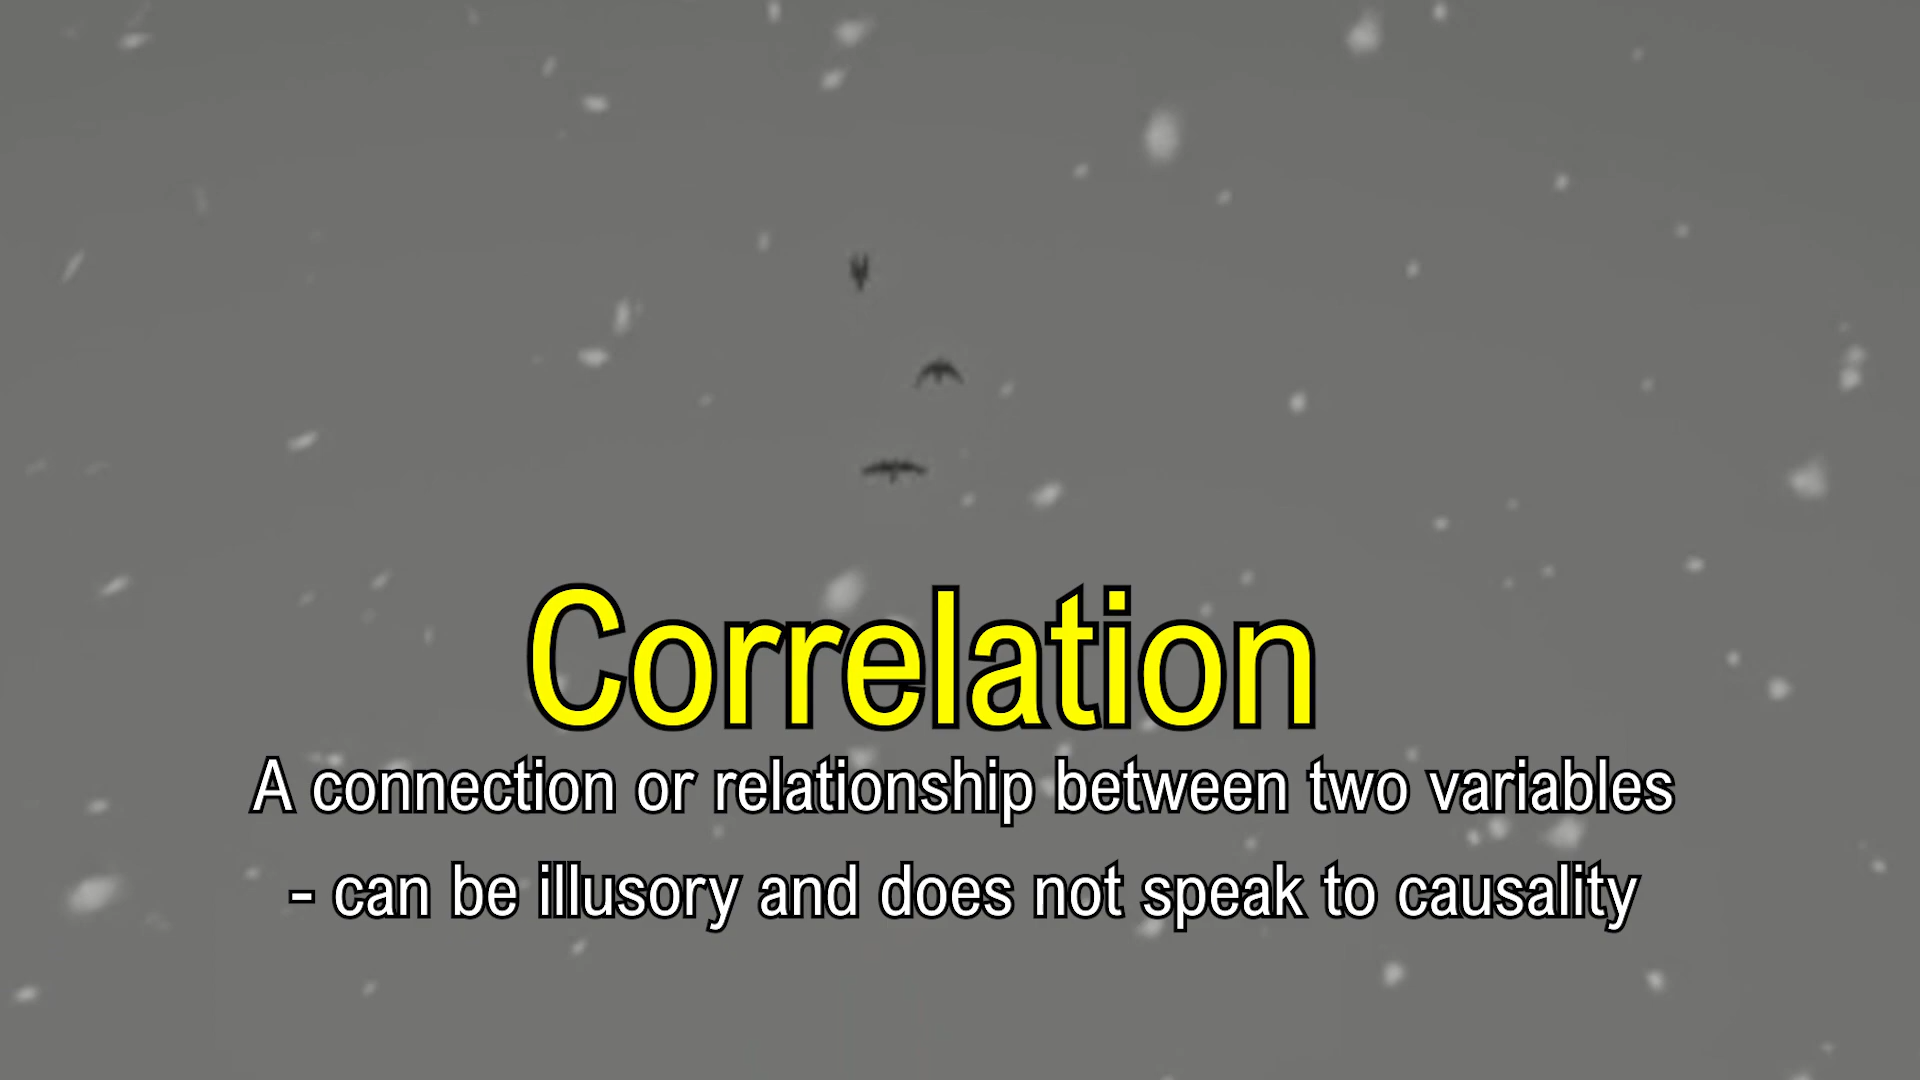 Correlation
A connection or relationship between two variables
- can be illusory and does not speak to causality